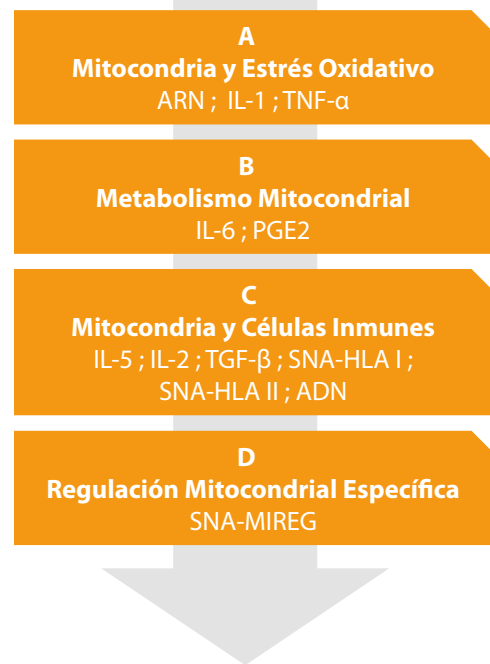 A
Mitocondria y Estrés Oxidativo
ARN ; IL-1 ; TNF-α
B
Metabolismo Mitocondrial
IL-6 ; PGE2
C
Mitocondria y Células Inmunes
IL-5 ; IL-2 ; TGF-β ; SNA-HLA I ;
SNA-HLA II ; ADN
D
Regulación Mitocondrial Específica
SNA-MIREG